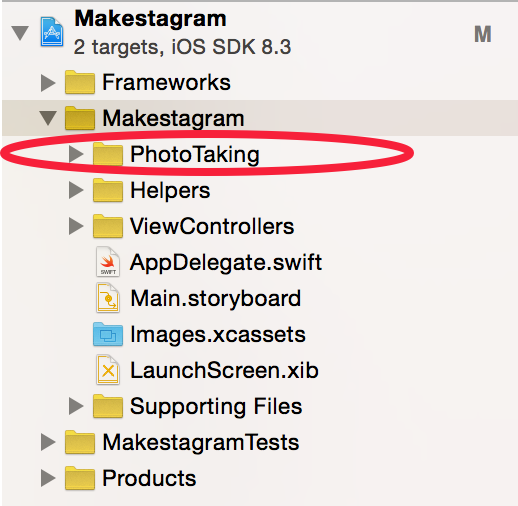 Makestagram
2 targets, iOS SDK 8.3
M
Frameworks
Makestagram
PhotoTaking
Helpers
ViewControllers
SWIFT
AppDelegate.swift
Main.storyboard
Images.xcassets
LaunchScreen.xib
Supporting Files
MakestagramTests
Products